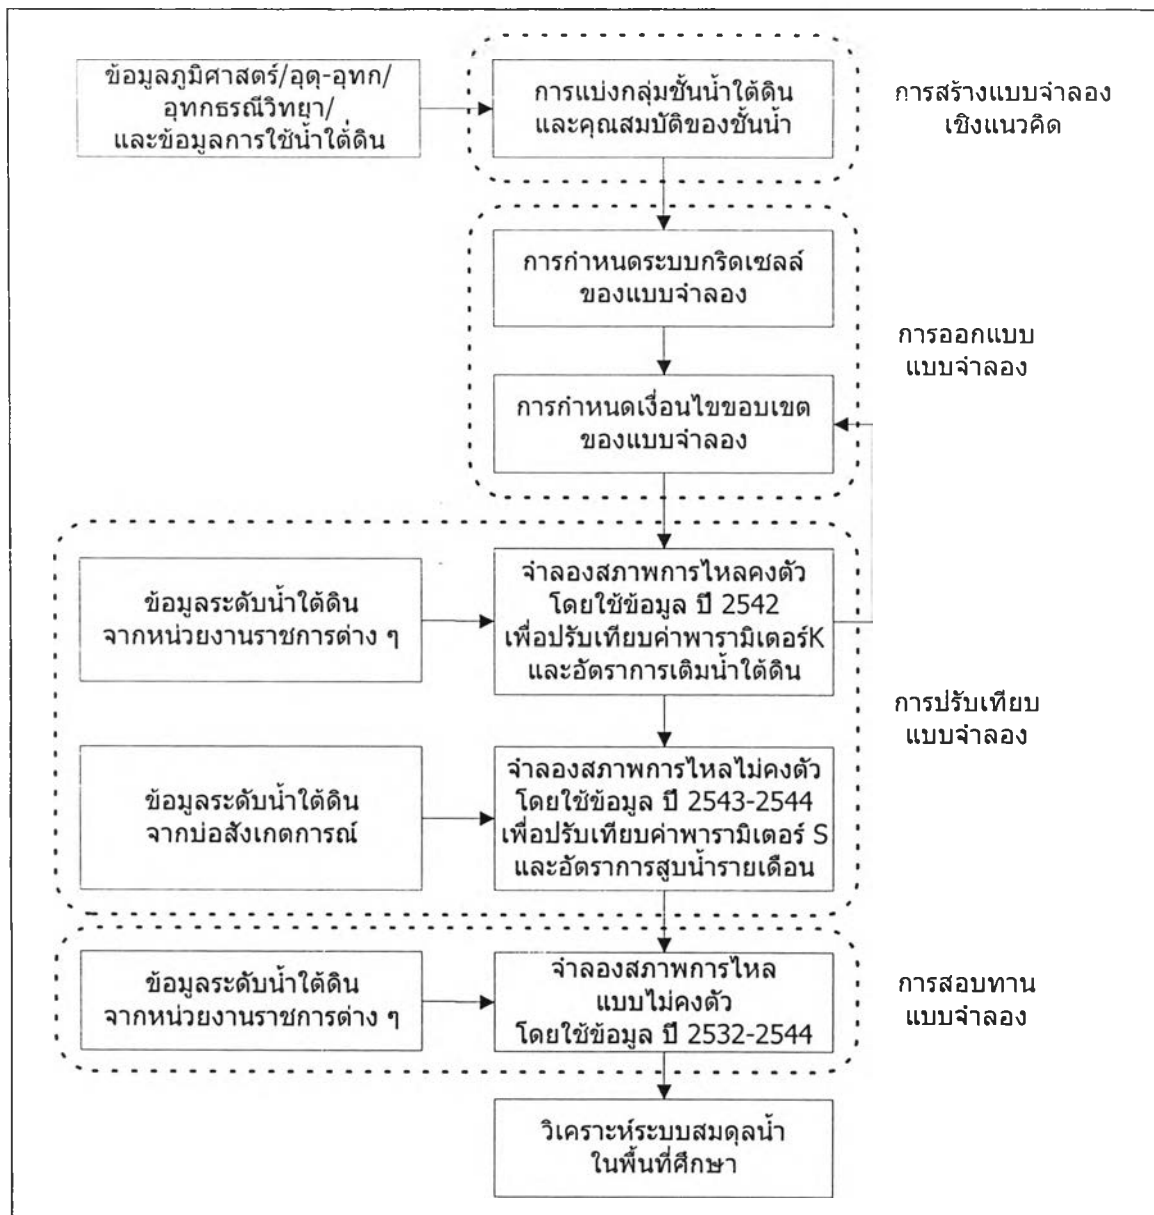 ข้อมูลภูมิศาสตร์/อุตุ-อุทก/
อุทกธรณีวิทยา/
และข้อมูลการใช้น้ำใต้ดิน
การแบ่งกลุ่มชั้นน้ำใต้ดิน
และคุณสมบัติของชั้นน้ำ
การสร้างแบบจำลอง
เชิงแนวคิด
การกำหนดระบบกริดเซลล์
ของแบบจำลอง
การออกแบบ
แบบจำลอง
การกำหนดเงื่อนไขขอบเขต
ของแบบจำลอง
ข้อมูลระดับน้ำใต้ดิน
จากหน่วยงานราชการต่าง ๆ
จำลองสภาพการไหลคงตัว
โดยใช้ข้อมูล ปี 2542
เพื่อปรับเทียบค่าพารามิเตอร์K
และอัตราการเติมน้ำใต้ดิน
การปรับเทียบ
แบบจำลอง
ข้อมูลระดับน้ำใต้ดิน
จากบ่อสังเกตการณ์
จำลองสภาพการไหลไม่คงตัว
โดยใช้ข้อมูล ปี 2543-2544
เพื่อปรับเทียบค่าพารามิเตอร์ S
และอัตราการสูบน้ำรายเดือน
ข้อมูลระดับน้ำใต้ดิน
จากหน่วยงานราชการต่าง ๆ
จำลองสภาพการไหล
แบบไม่คงตัว
โดยใช้ข้อมูล ปี 2532-2544
การสอบทาน
แบบจำลอง
วิเคราะห์ระบบสมดุลน้ำ
ในพื้นที่ศึกษา